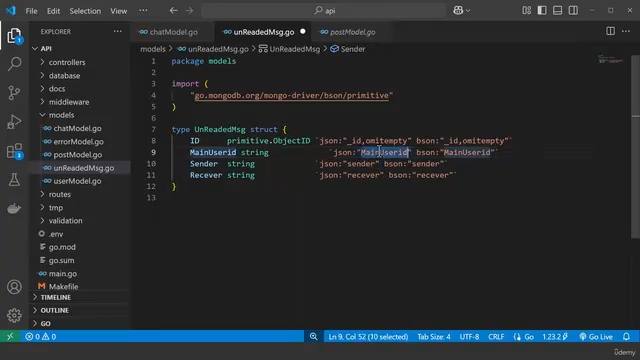 File Edit Selection View ... api
EXPLORER ...
API
controllers
database
docs
middleware
models
chatModel.go
errorModel.go
postModel.go
unReadedMsg.go
userModel.go
routes
tmp
validation
.env
go.mod
go.sum
main.go
Makefile
TIMELINE
OUTLINE
GO
chatModel.go unReadedMsg.go postModel.go
models > unReadedMsg.go > UnReadedMsg > Sender
1 package models
2
3 import (
4 "go.mongodb.org/mongo-driver/bson/primitive"
5 )
6
7 type UnReadedMsg struct {
8 ID primitive.ObjectID `json:"_id,omitempty" bson:"_id,omitempty"`
9 MainUserid string `json:"MainUserid" bson:"MainUserid"`
10 Sender string `json:"sender" bson:"sender"`
11 Recever string `json:"recever" bson:"recever"`
12 }
13
0 0 Ln 9, Col 52 (10 selected) Tab Size: 4 UTF-8 CRLF Go 1.23.2 Go Live
ûdemy